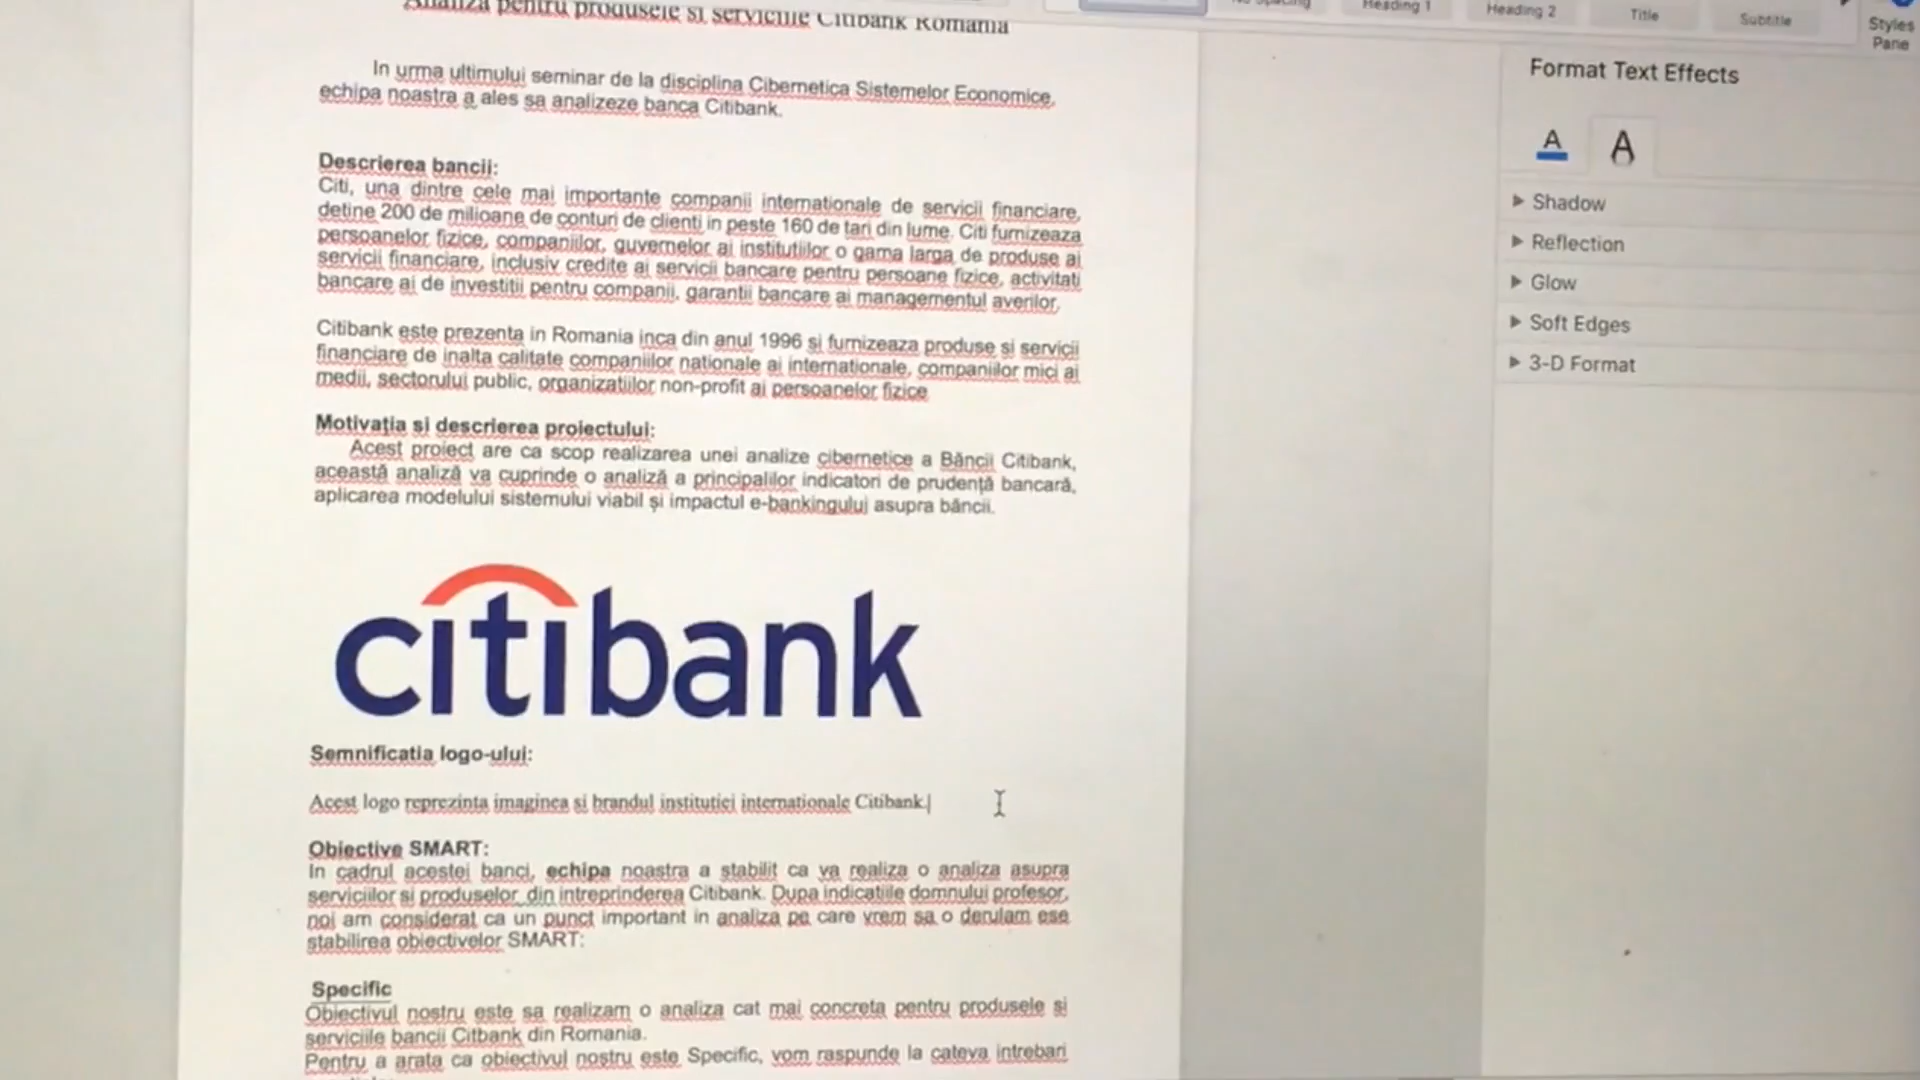 Analiza pentru produsele si serviciile Citibank Romania
Heading 1
Heading 2
Title
Subtitle
Styles
Pane
In urma ultimului seminar de la disciplina Cibernetica Sistemelor Economice,
echipa noastra a ales sa analizeze banca Citibank.
Descrierea bancii:
Citi, una dintre cele mai importante companii internationale de servicii financiare,
detine 200 de milioane de conturi de clienti in peste 160 de tari din lume. Citi furnizeaza
persoanelor fizice, companiilor, guvernelor ai institutiilor o gama larga de produse ai
servicii financiare, inclusiv credite ai servicii bancare pentru persoane fizice, activitati
bancare ai de investitii pentru companii, garantii bancare ai managementul averilor.
Citibank este prezenta in Romania inca din anul 1996 si furnizeaza produse si servicii
financiare de inalta calitate companiilor nationale ai internationale, companiilor mici ai
medii, sectorului public, organizatiilor non-profit ai persoanelor fizice
Motivația si descrierea proiectului:
Acest proiect are ca scop realizarea unei analize cibernetice a Băncii Citibank,
această analiză va cuprinde o analiză a principalilor indicatori de prudență bancară,
aplicarea modelului sistemului viabil și impactul e-bankingului asupra băncii.
citibank
Semnificatia logo-ului:
Acest logo reprezinta imaginea si brandul institutiei internationale Citibank.
Obiective SMART:
In cadrul acestei banci, echipa noastra a stabilit ca va realiza o analiza asupra
serviciilor si produselor din intreprinderea Citibank. Dupa indicatiile domnului profesor,
noi am considerat ca un punct important in analiza pe care vrem sa o derulam ese
stabilirea obiectivelor SMART:
Specific
Obiectivul nostru este sa realizam o analiza cat mai concreta pentru produsele si
serviciile bancii Citbank din Romania.
Pentru a arata ca obiectivul nostru este Specific, vom raspunde la cateva intrebari
Format Text Effects
A A
Shadow
Reflection
Glow
Soft Edges
3-D Format